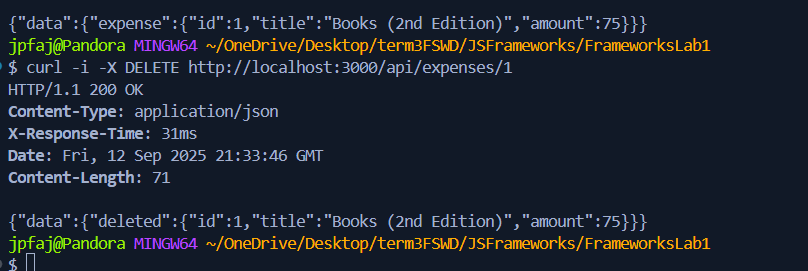 {"data":{"expense":{"id":1,"title":"Books (2nd Edition)","amount":75}}}
jpfaj@Pandora MINGW64 ~/OneDrive/Desktop/term3FSWD/JSFrameworks/FrameworksLab1
$ curl -i -X DELETE http://localhost:3000/api/expenses/1
HTTP/1.1 200 OK
Content-Type: application/json
X-Response-Time: 31ms
Date: Fri, 12 Sep 2025 21:33:46 GMT
Content-Length: 71

{"data":{"deleted":{"id":1,"title":"Books (2nd Edition)","amount":75}}}
jpfaj@Pandora MINGW64 ~/OneDrive/Desktop/term3FSWD/JSFrameworks/FrameworksLab1
$